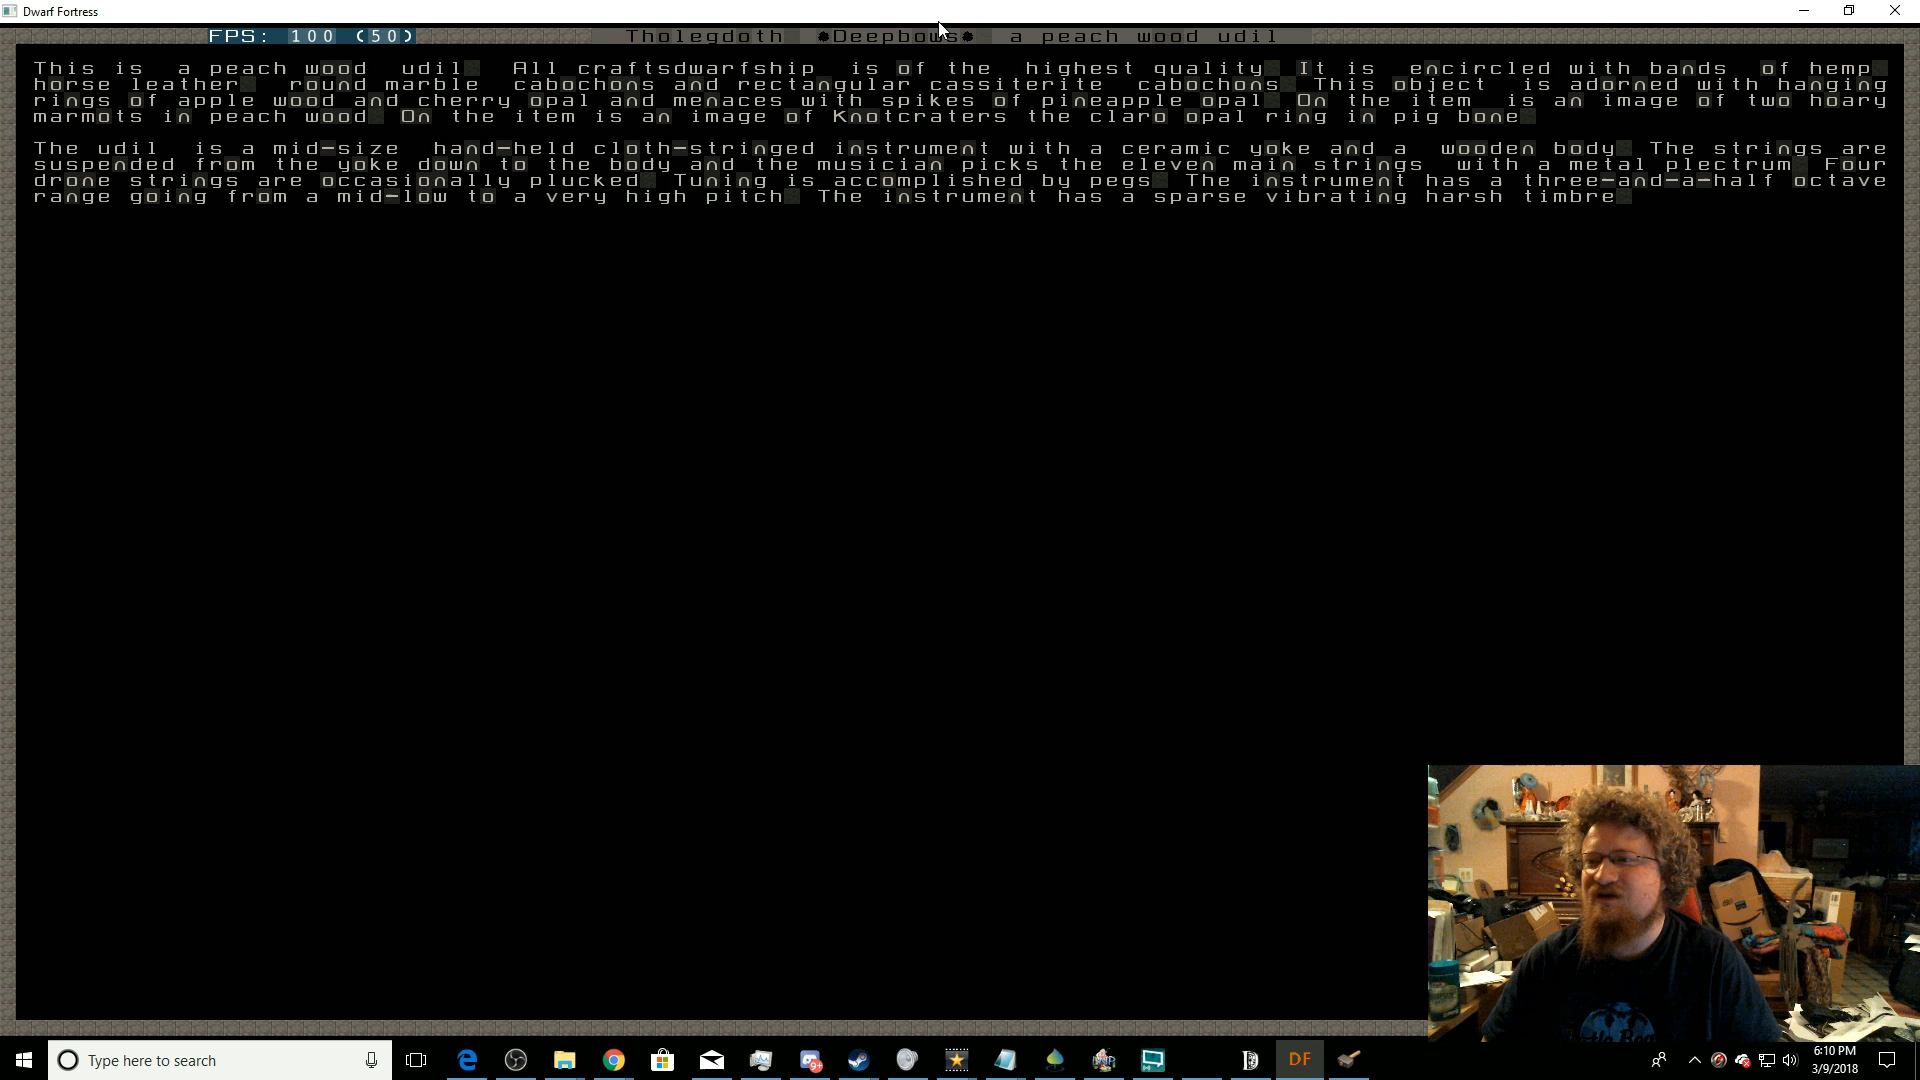 Dwarf Fortress
FPS: 100 (50)
Tholegdoth ●Deepbows● a peach wood udil
This is a peach wood udil All craftsdwarfship is of the highest quality It is encircled with bands of hemp
horse leather round marble cabochons and rectangular cassiterite cabochons This object is adorned with hanging
rings of apple wood and cherry opal and menaces with spikes of pineapple opal On the item is an image of two hoary
marmots in peach wood On the item is an image of Knotcraters the claro opal ring in pig bone
The udil is a mid-size hand-held cloth-stringed instrument with a ceramic yoke and a wooden body The strings are
suspended from the yoke down to the body and the musician picks the eleven main strings with a metal plectrum Four
drone strings are occasionally plucked Tuning is accomplished by pegs The instrument has a three-and-a-half octave
range going from a mid-low to a very high pitch The instrument has a sparse vibrating harsh timbre
Type here to search
9+
DF
6:10 PM
3/9/2018